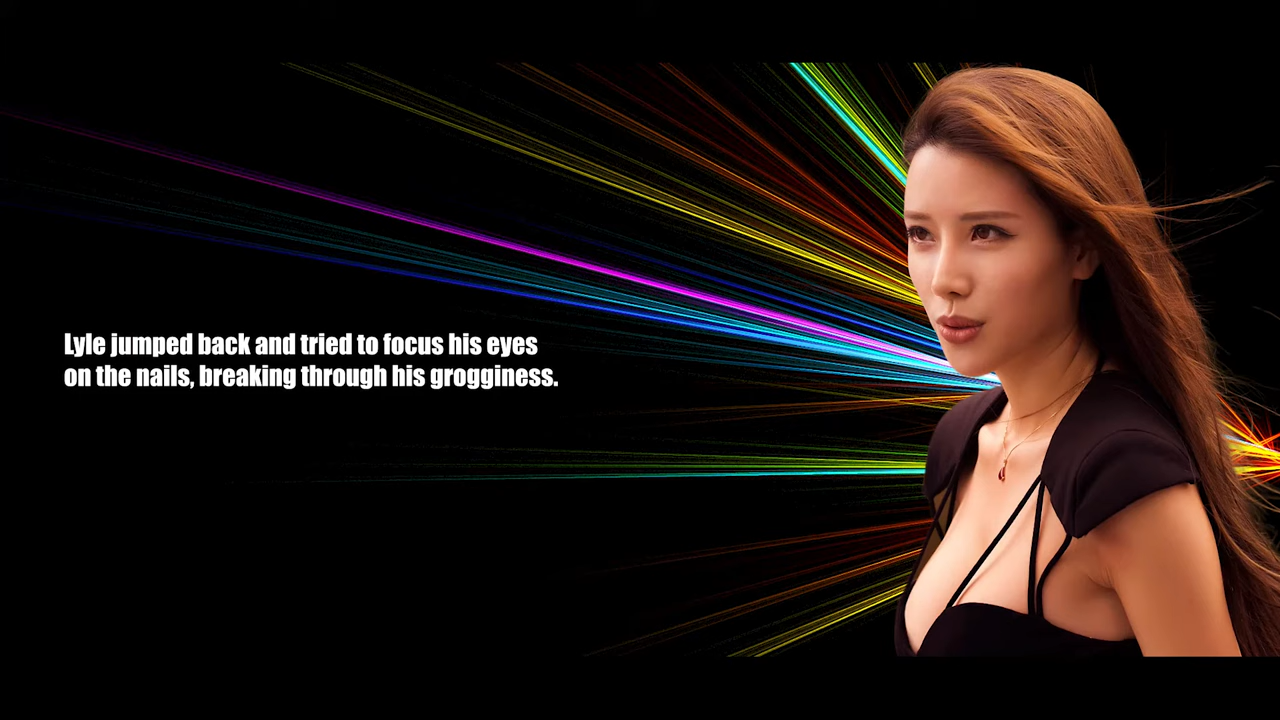 Lyle jumped back and tried to focus his eyes
on the nails, breaking through his grogginess.